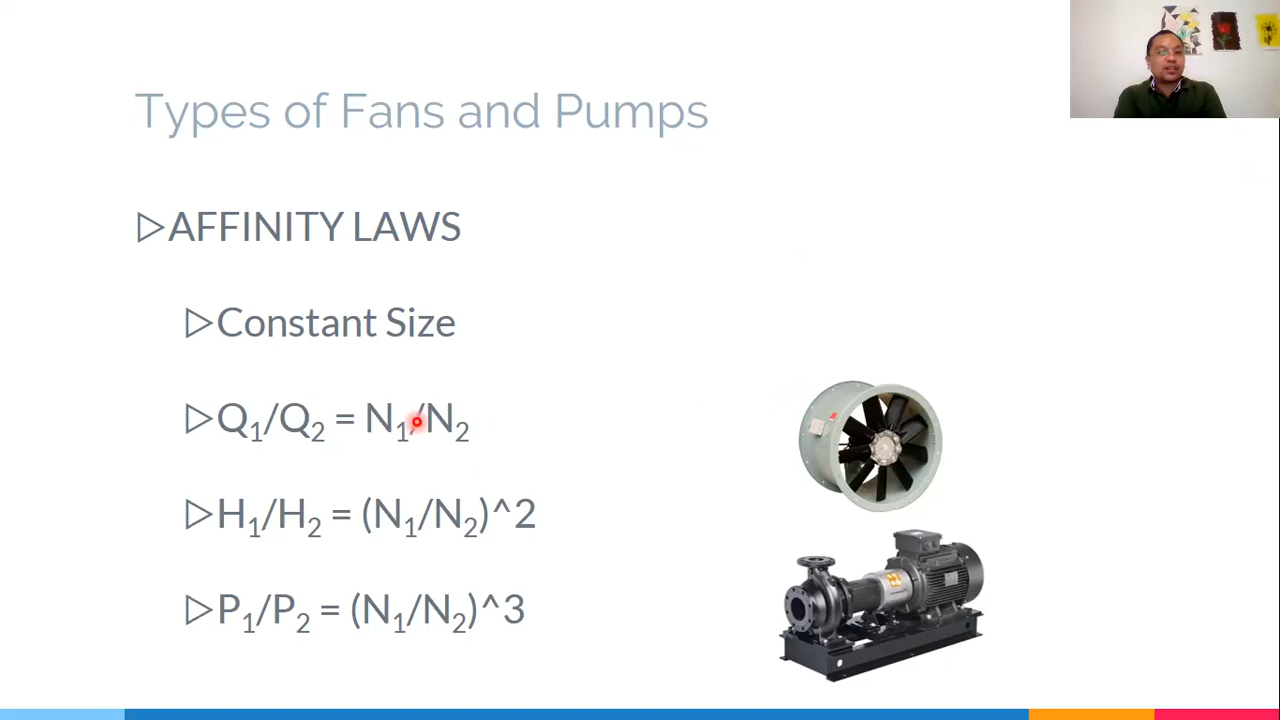 Types of Fans and Pumps
▷AFFINITY LAWS
▷Constant Size
▷Q₁/Q₂ = N₁/N₂
▷H₁/H₂ = (N₁/N₂)^2
▷P₁/P₂ = (N₁/N₂)^3